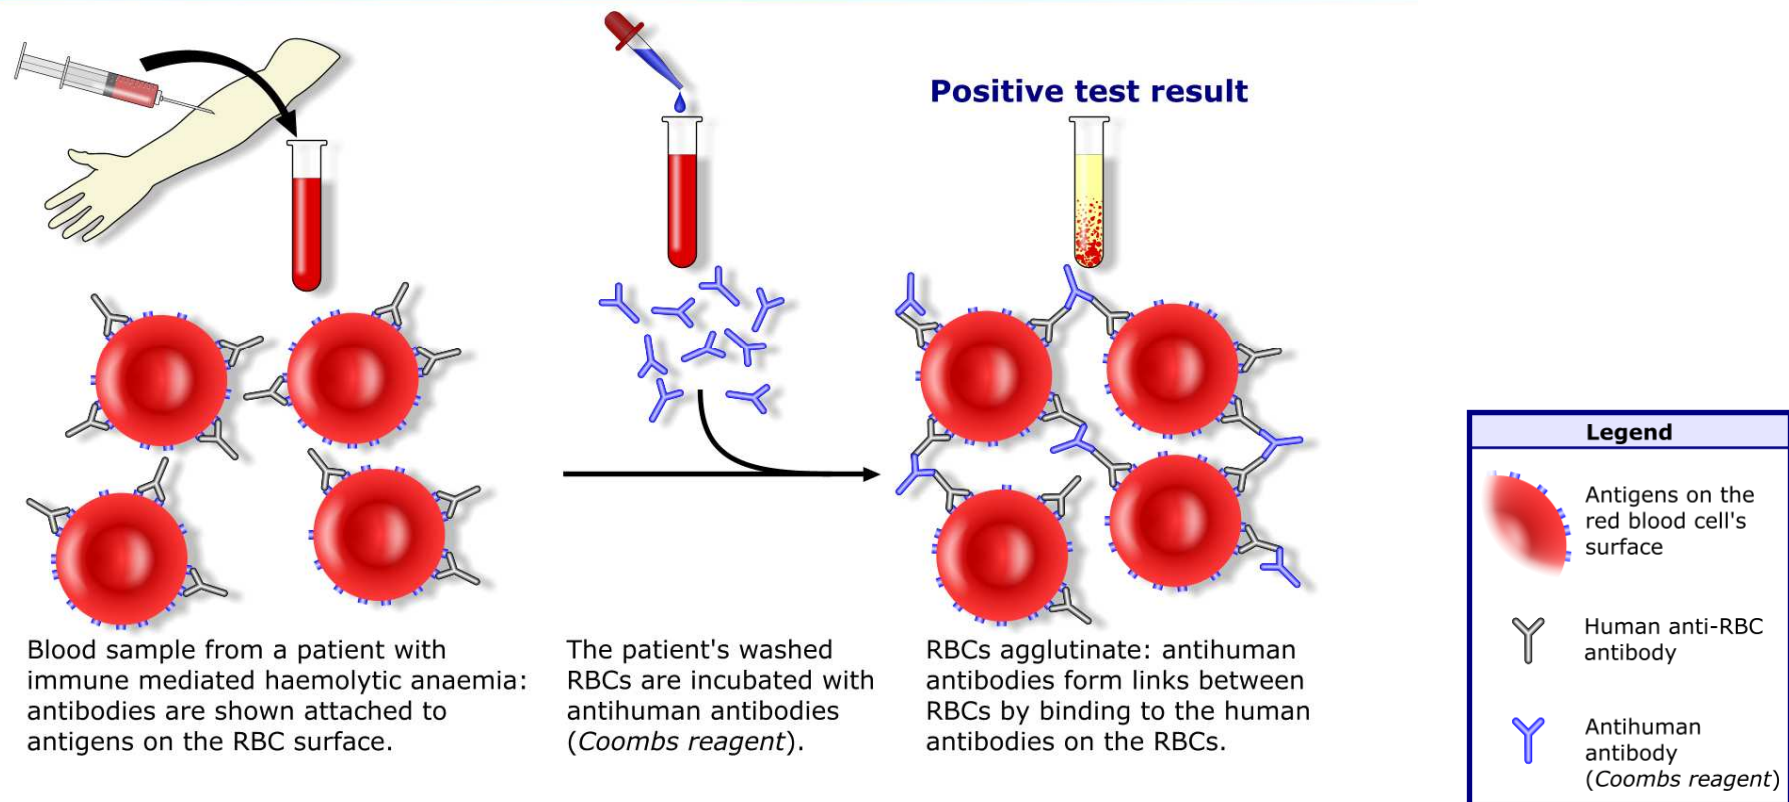 Positive test result
Blood sample from a patient with
immune mediated haemolytic anaemia:
antibodies are shown attached to
antigens on the RBC surface.
The patient's washed
RBCs are incubated with
antihuman antibodies
(Coombs reagent).
RBCs agglutinate: antihuman
antibodies form links between
RBCs by binding to the human
antibodies on the RBCs.
Legend
Antigens on the
red blood cell's
surface
Human anti-RBC
antibody
Antihuman
antibody
(Coombs reagent)